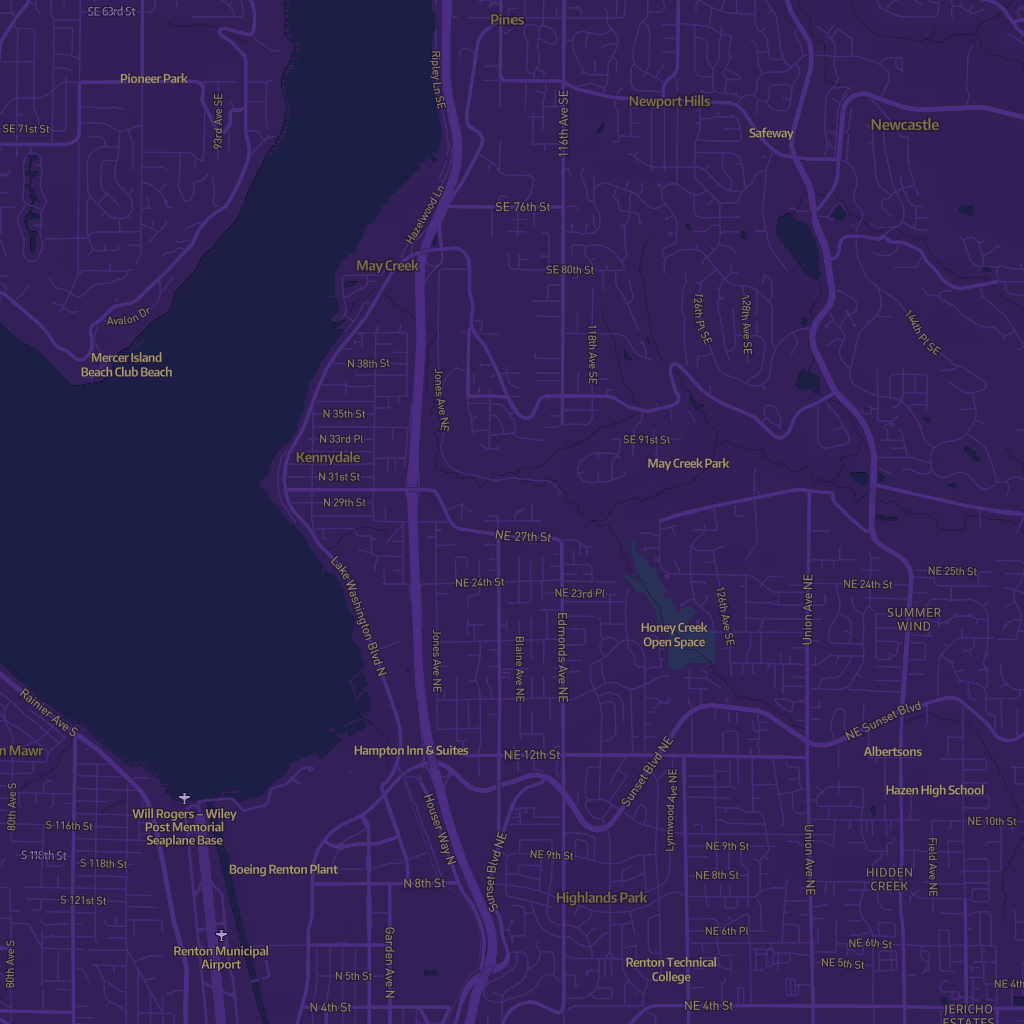 SE 63rd St
Pines
Pioneer Park
Ripley Ln SE
Newport Hills
93rd Ave SE
116th Ave SE
Safeway
Newcastle
SE 71st St
Hazelwood Ln
SE 76th St
May Creek
SE 80th St
Avalon Dr
126th Pl SE
128th Ave SE
144th Pl SE
118th Ave SE
Mercer Island
Beach Club Beach
N 38th St
Jones Ave NE
N 35th St
N 33rd Pl
SE 91st St
Kennydale
May Creek Park
N 31st St
N 29th St
NE 27th St
NE 25th St
NE 24th St
NE 24th St
NE 23rd Pl
Lake Washington Blvd N
126th Ave SE
Union Ave NE
SUMMER
WIND
Honey Creek
Open Space
Jones Ave NE
Blaine Ave NE
Edmonds Ave NE
Rainier Ave S
NE Sunset Blvd
n Mawr
Hampton Inn & Suites
NE 12th St
Sunset Blvd NE
Albertsons
Hazen High School
80th Ave S
Will Rogers – Wiley
Post Memorial
Seaplane Base
Lynnwood Ave NE
S 116th St
Houser Way N
NE 10th St
S 118th St
S 118th St
NE 9th St
NE 9th St
Union Ave NE
Field Ave NE
Boeing Renton Plant
N 8th St
Sunset Blvd NE
NE 8th St
HIDDEN
CREEK
S 121st St
Highlands Park
NE 6th Pl
NE 6th St
80th Ave S
Renton Municipal
Airport
Garden Ave N
Renton Technical
College
NE 5th St
N 5th St
NE 4th
N 4th St
NE 4th St
JERICHO
ESTATES